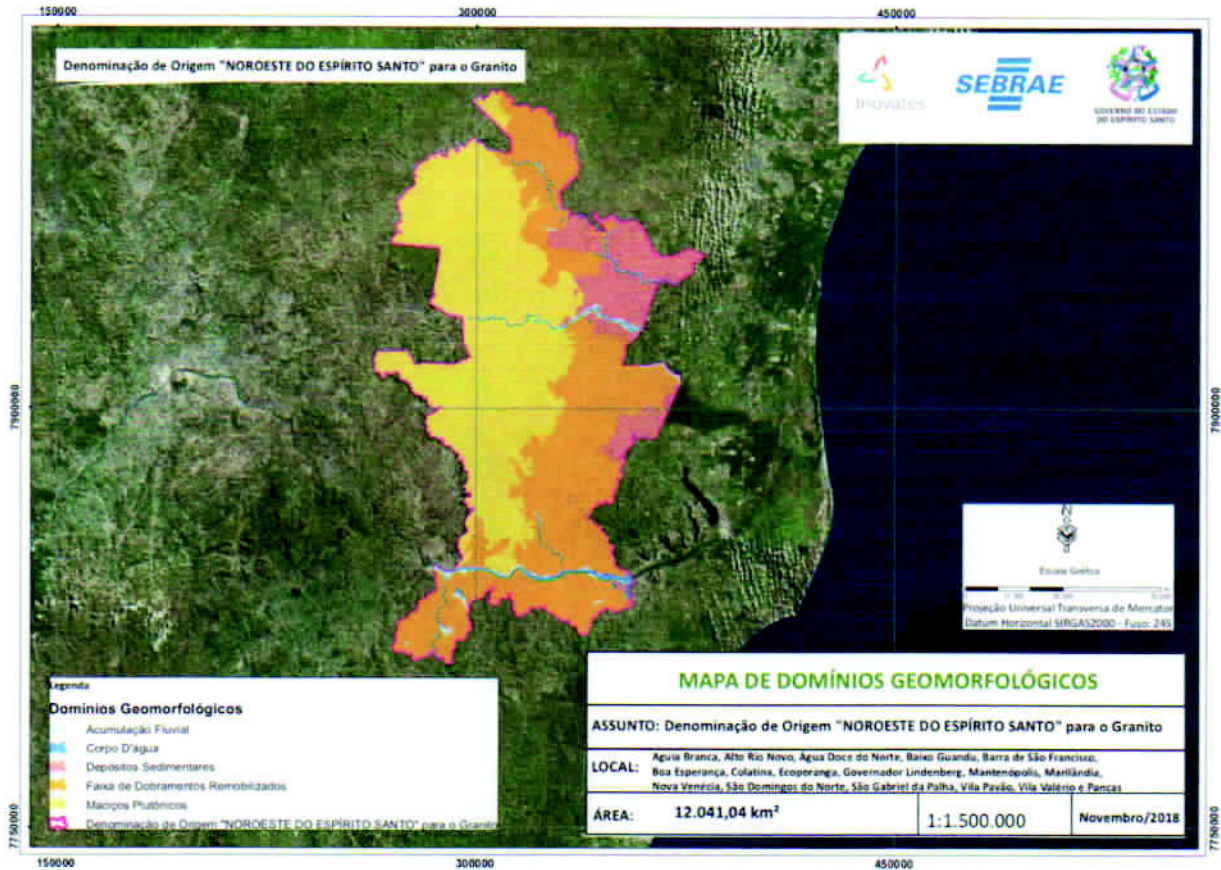 150000
300000
450000
Denominação de Origem "NOROESTE DO ESPÍRITO SANTO" para o Granito
Inovates
SEBRAE
GOVERNO DO ESTADO
DO ESPÍRITO SANTO
7900000
7900000
N
Escala Gráfica
Projeção Universal Transversa de Mercator
Datum Horizontal SIRGAS2000 - Fuso: 24S
Legenda
Domínios Geomorfológicos
Acumulação Fluvial
Corpo D'água
Depósitos Sedimentares
Faixa de Dobramentos Remobilizados
Maciços Plutônicos
Denominação de Origem "NOROESTE DO ESPÍRITO SANTO" para o Granito
MAPA DE DOMÍNIOS GEOMORFOLÓGICOS
ASSUNTO: Denominação de Origem "NOROESTE DO ESPÍRITO SANTO" para o Granito
LOCAL: Aguia Branca, Alto Rio Novo, Água Doce do Norte, Baixo Guandu, Barra de São Francisco,
Boa Esperança, Colatina, Ecoporanga, Governador Lindenberg, Mantenópolis, Marilândia,
Nova Venécia, São Domingos do Norte, São Gabriel da Palha, Vila Pavão, Vila Valério e Pancas
ÁREA: 12.041,04 km²
1:1.500.000
Novembro/2018
7750000
7750000
150000
300000
450000